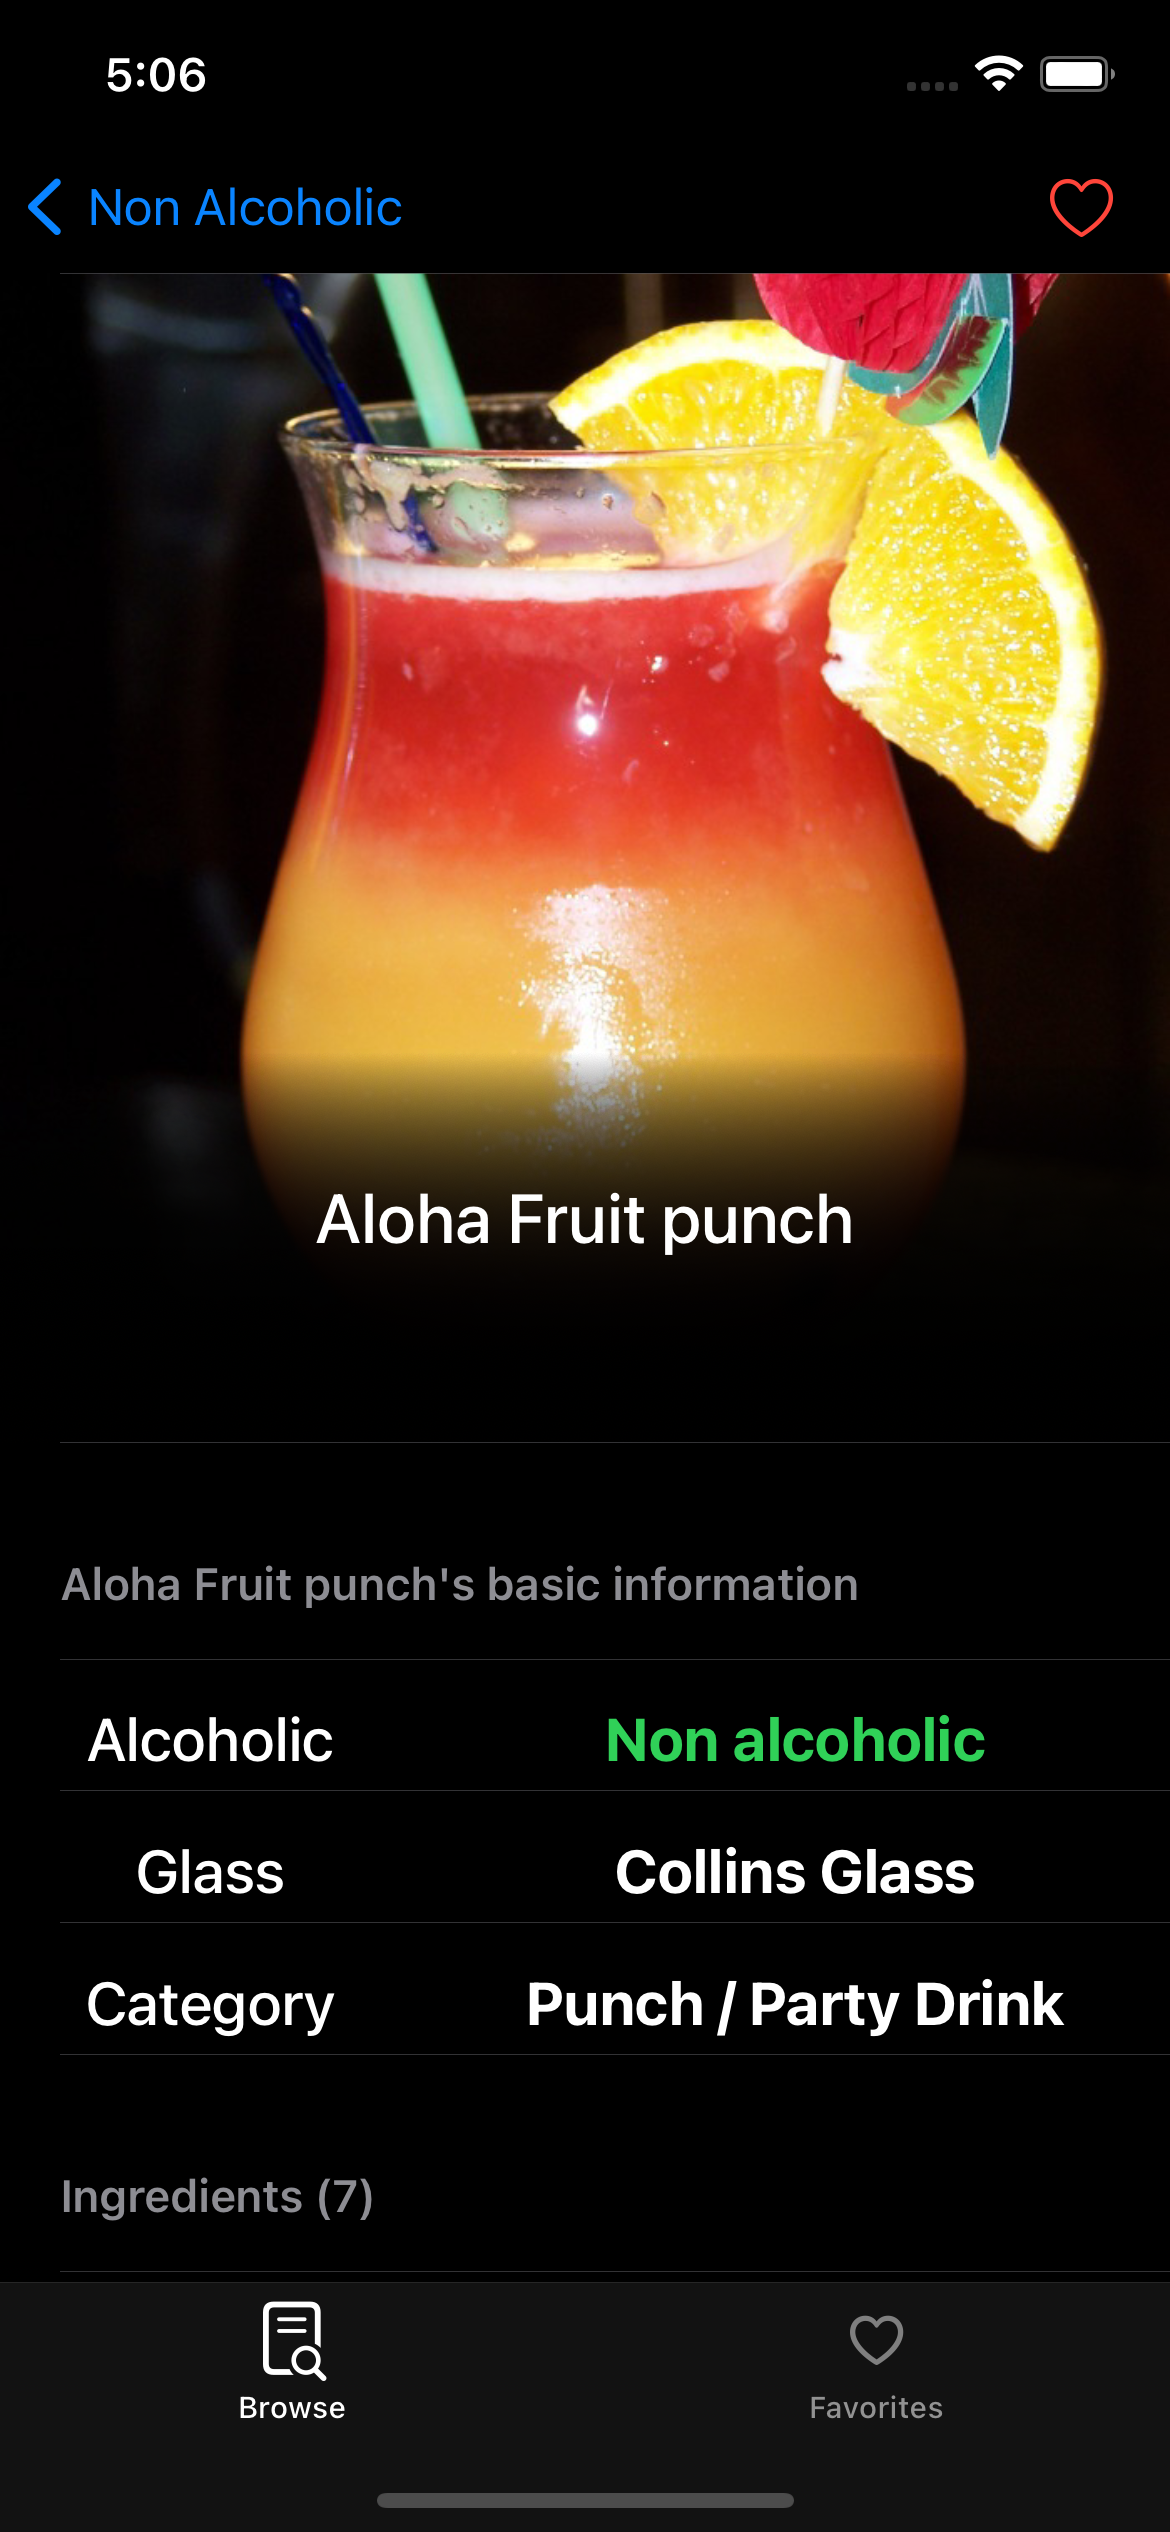 5:06
Non Alcoholic
Aloha Fruit punch
Aloha Fruit punch's basic information
Alcoholic Non alcoholic
Glass Collins Glass
Category Punch / Party Drink
Ingredients (7)
Browse Favorites